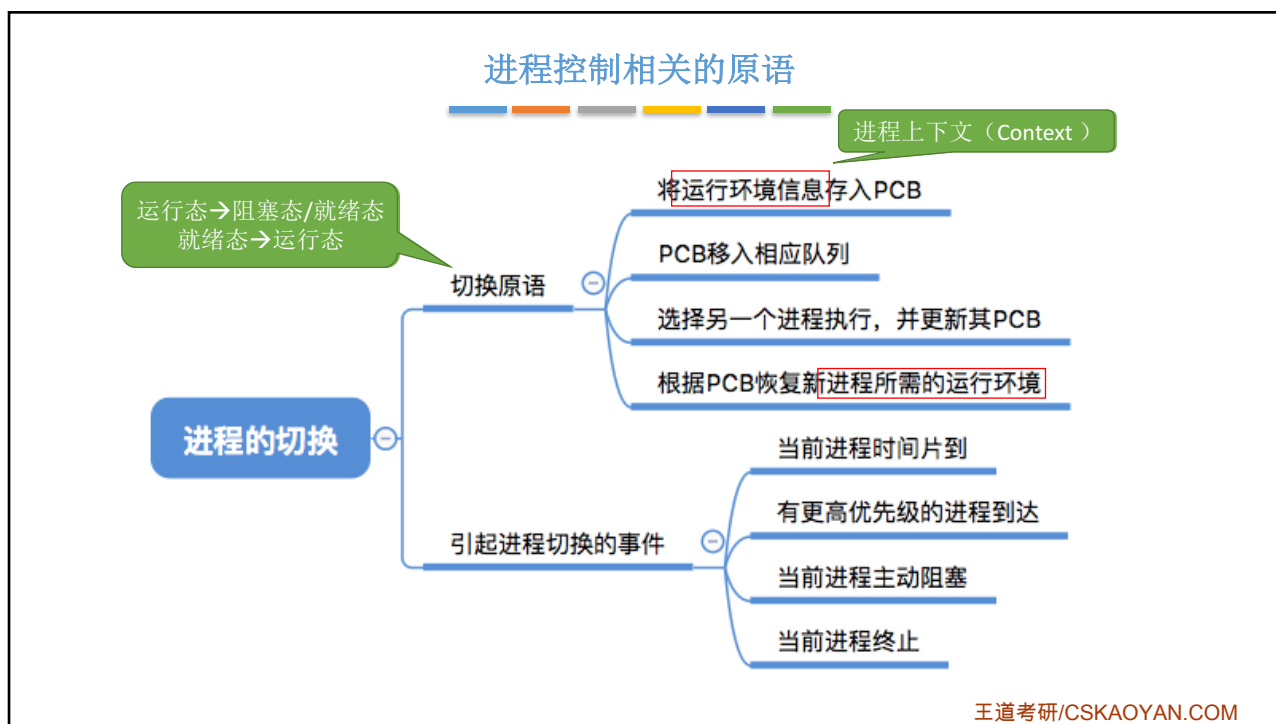 进程控制相关的原语
进程上下文（Context ）
将运行环境信息存入PCB
运行态→阻塞态/就绪态
就绪态→运行态
PCB移入相应队列
切换原语
选择另一个进程执行，并更新其PCB
根据PCB恢复新进程所需的运行环境
进程的切换
当前进程时间片到
有更高优先级的进程到达
引起进程切换的事件
当前进程主动阻塞
当前进程终止
王道考研/CSKAOYAN.COM